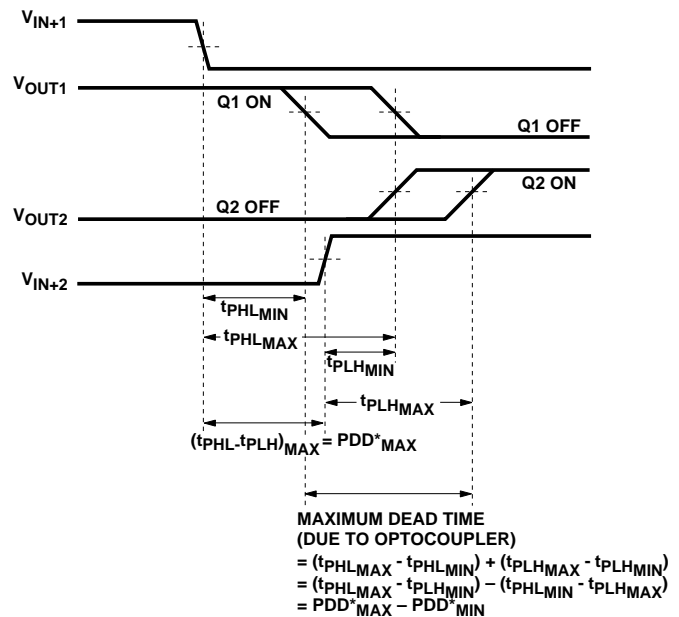 VIN+1
VOUT1
Q1 ON
Q1 OFF
Q2 ON
Q2 OFF
VOUT2
VIN+2
tPHLMIN
tPHLMAX
tPLHMIN
tPLHMAX
(tPHL-tPLH)MAX = PDD*MAX
MAXIMUM DEAD TIME
(DUE TO OPTOCOUPLER)
= (tPHLMAX - tPHLMIN) + (tPLHMAX - tPLHMIN)
= (tPHLMAX - tPLHMIN) – (tPHLMIN - tPLHMAX)
= PDD*MAX – PDD*MIN